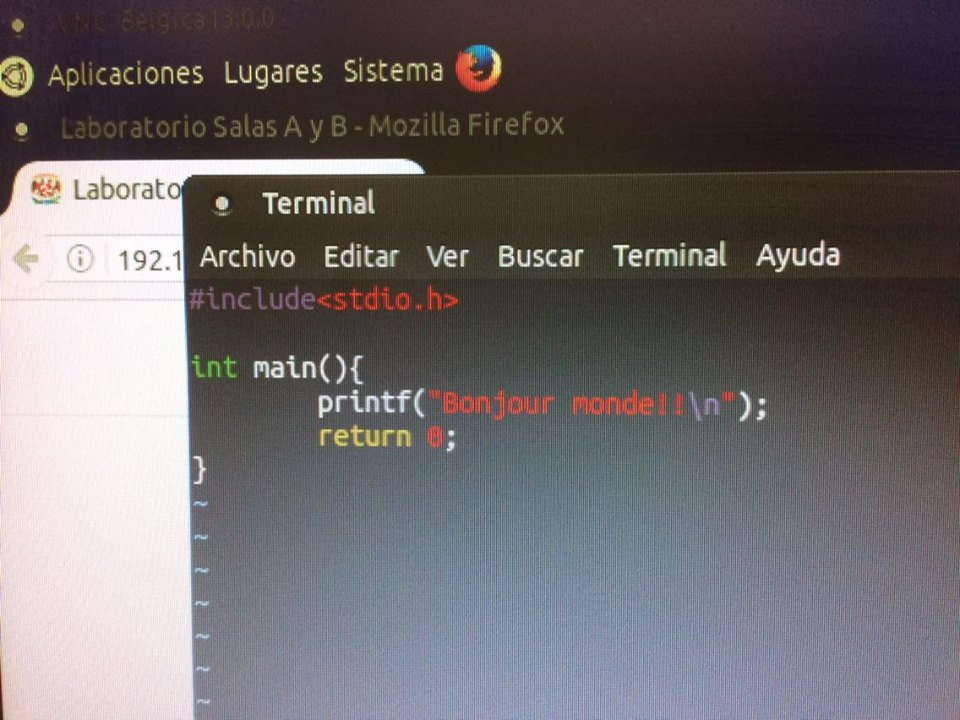 VNC Belgica13:0.0
Aplicaciones Lugares Sistema
Laboratorio Salas A y B - Mozilla Firefox
Laborato
Terminal
192.1
Archivo Editar Ver Buscar Terminal Ayuda
#include<stdio.h>
int main(){
printf("Bonjour monde!!\n");
return 0;
}
~
~
~
~
~
~
~